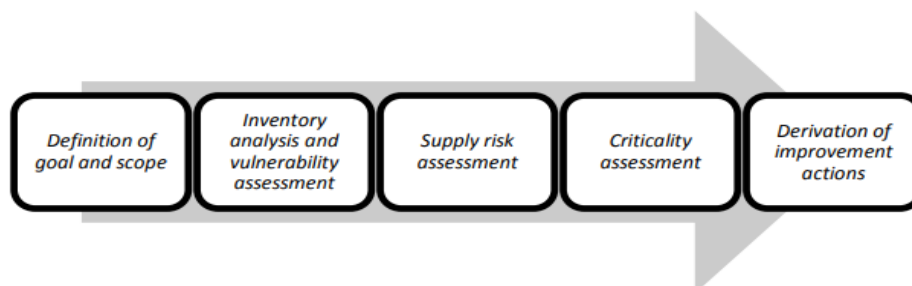 Definition of
goal and scope
Inventory
analysis and
vulnerability
assessment
Supply risk
assessment
Criticality
assessment
Derivation of
improvement
actions